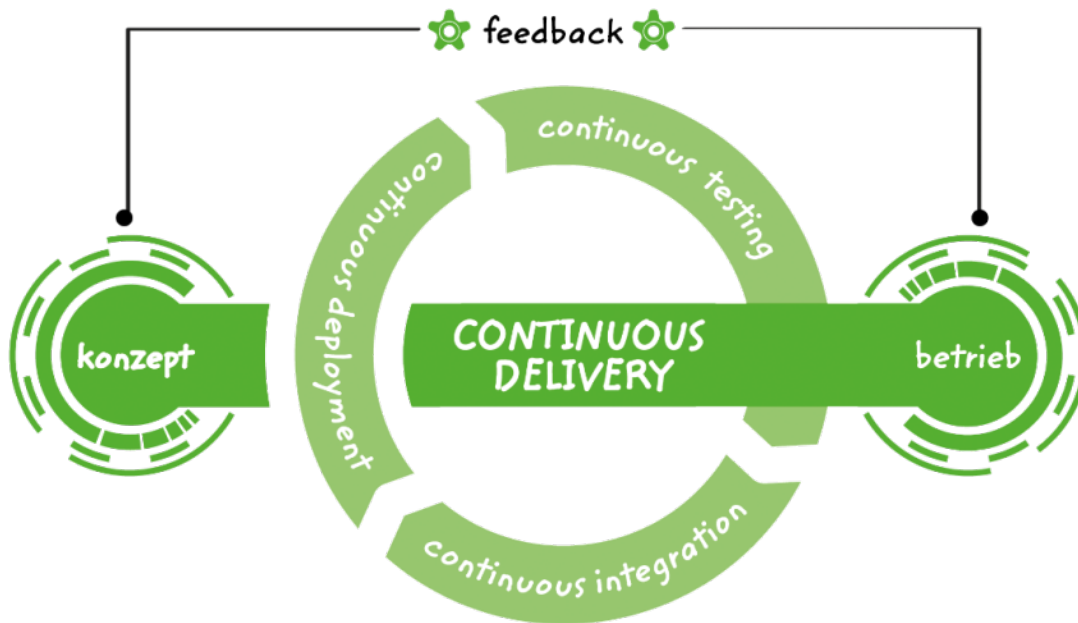 feedback
continuous testing
continuous deployment
konzept
CONTINUOUS
DELIVERY
betrieb
continuous integration